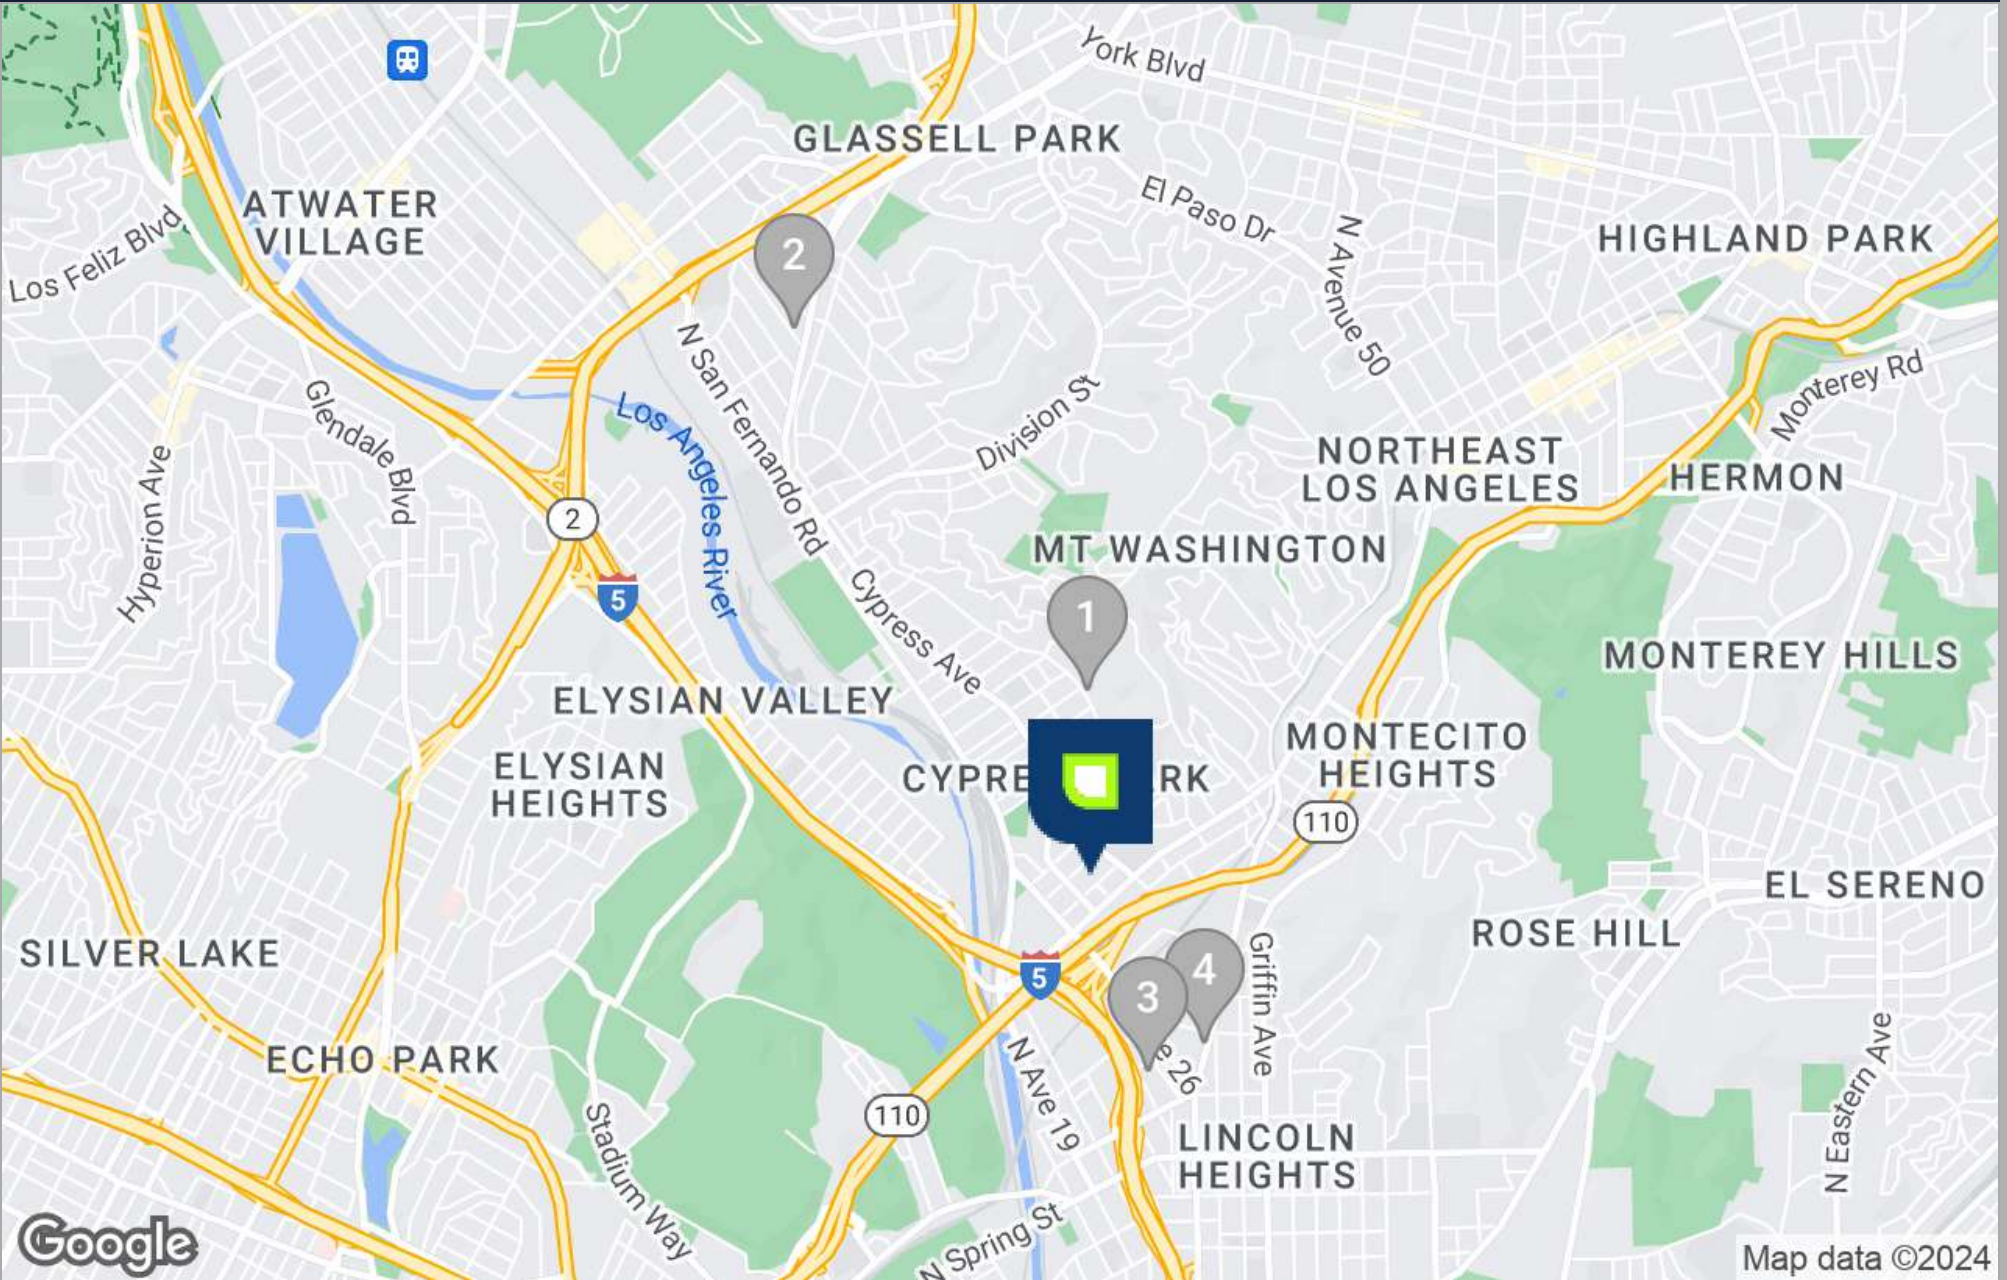 York Blvd
GLASSELL PARK
El Paso Dr
ATWATER
VILLAGE
Los Feliz Blvd
2
N Avenue 50
HIGHLAND PARK
N San Fernando Rd
Monterey Rd
Glendale Blvd
Los Angeles River
Division St
Hyperion Ave
NORTHEAST
LOS ANGELES
HERMON
2
MT WASHINGTON
5
Cypress Ave
1
MONTEREY HILLS
ELYSIAN VALLEY
MONTECITO
HEIGHTS
ELYSIAN
HEIGHTS
CYPRE RK
110
EL SERENO
ROSE HILL
SILVER LAKE
5
4
3
Griffin Ave
e 26
ECHO PARK
N Ave 19
N Eastern Ave
110
Stadium Way
LINCOLN
HEIGHTS
N Spring St
Google
Map data ©2024